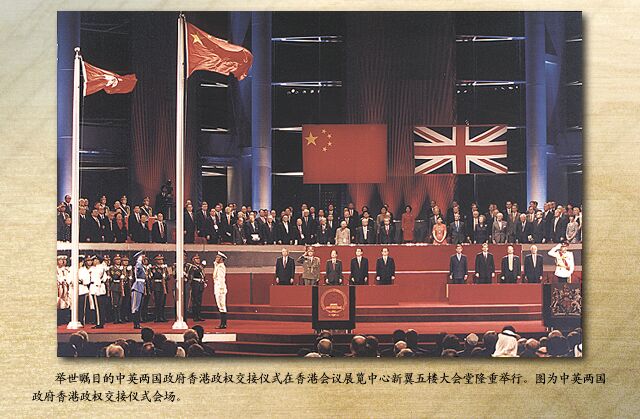 举世瞩目的中英两国政府香港政权交接仪式在香港会议展览中心新翼五楼大会堂隆重举行。图为中英两国
政府香港政权交接仪式会场。